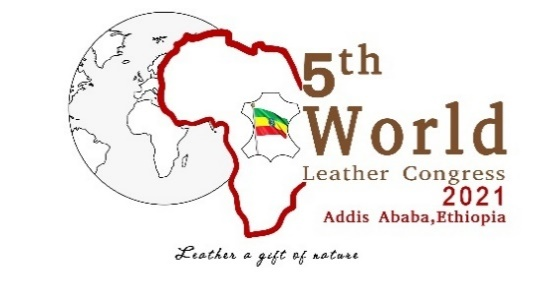 5th
World
Leather Congress
2021
Addis Ababa,Ethiopia
Leather a gift of nature